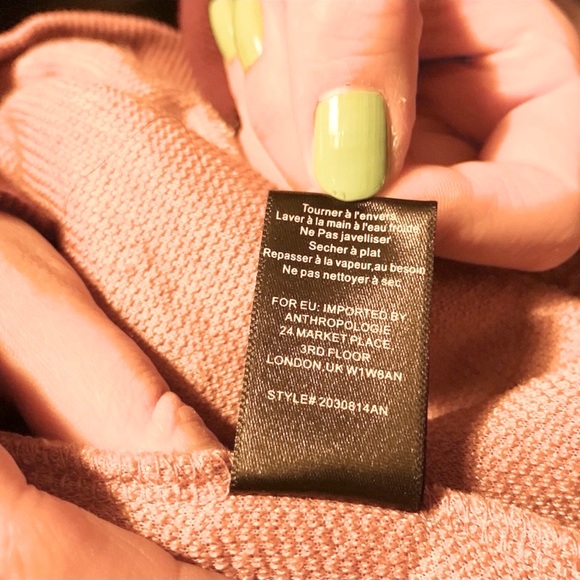 Tourner à l'envers
Laver à la main à l'eau froide
Ne Pas javelliser
Secher à plat
Repasser à la vapeur,au besoin
Ne pas nettoyer à sec
FOR EU: IMPORTED BY
ANTHROPOLOGIE
24 MARKET PLACE
3RD FLOOR
LONDON,UK W1W8AN
STYLE# 2030814AN